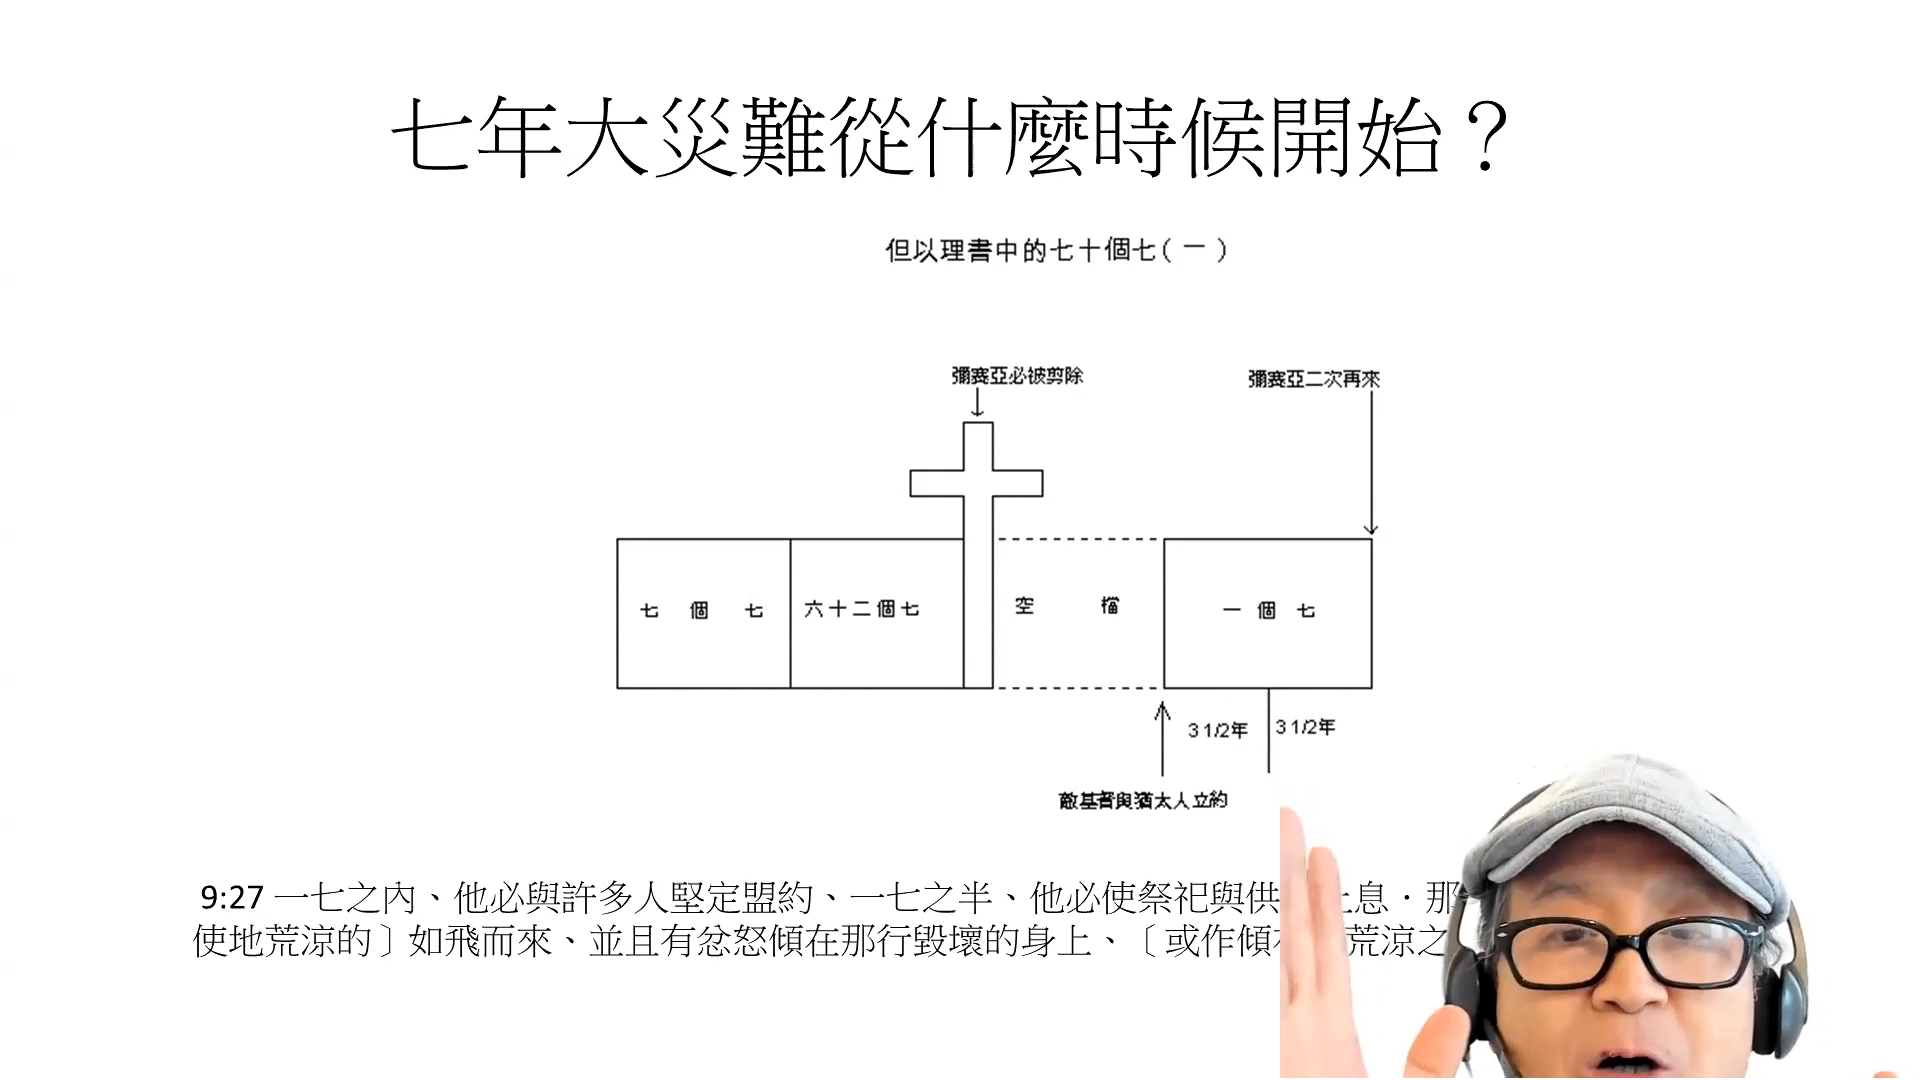 七年大災難從什麼時候開始？
但以理書中的七十個七(一)
彌賽亞必被剪除
彌賽亞二次再來
七個七
六十二個七
空檔
一個七
3 1/2年
3 1/2年
敵基督與猶太人立約
9:27 一七之內、他必與許多人堅定盟約、一七之半、他必使祭祀與供 止息．那
使地荒涼的〕如飛而來、並且有忿怒傾在那行毀壞的身上、〔或作傾 荒涼之